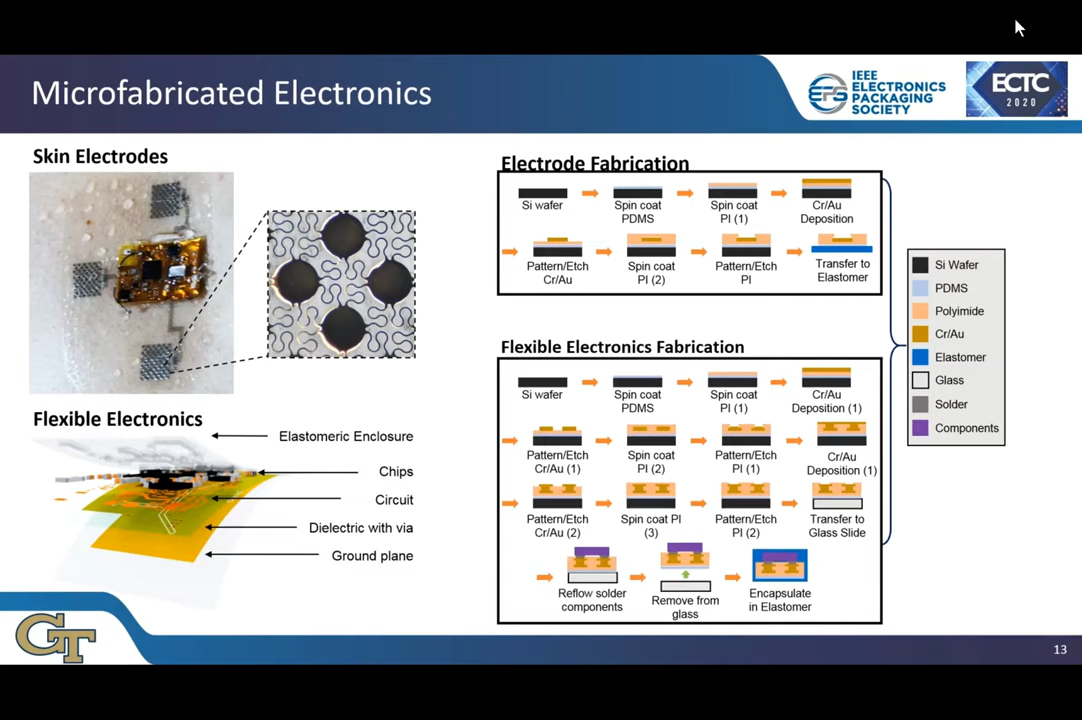 Microfabricated Electronics
EPS
IEEE
ELECTRONICS
PACKAGING
SOCIETY
ECTC
2020
Skin Electrodes
Flexible Electronics
Elastomeric Enclosure
Chips
Circuit
Dielectric with via
Ground plane
Electrode Fabrication
Si wafer
Spin coat
PDMS
Spin coat
PI (1)
Cr/Au
Deposition
Pattern/Etch
Cr/Au
Spin coat
PI (2)
Pattern/Etch
PI
Transfer to
Elastomer
Flexible Electronics Fabrication
Si wafer
Spin coat
PDMS
Spin coat
PI (1)
Cr/Au
Deposition (1)
Pattern/Etch
Cr/Au (1)
Spin coat
PI (2)
Pattern/Etch
PI (1)
Cr/Au
Deposition (1)
Pattern/Etch
Cr/Au (2)
Spin coat PI
(3)
Pattern/Etch
PI (2)
Transfer to
Glass Slide
Reflow solder
components
Remove from
glass
Encapsulate
in Elastomer
Si Wafer
PDMS
Polyimide
Cr/Au
Elastomer
Glass
Solder
Components
GT
13